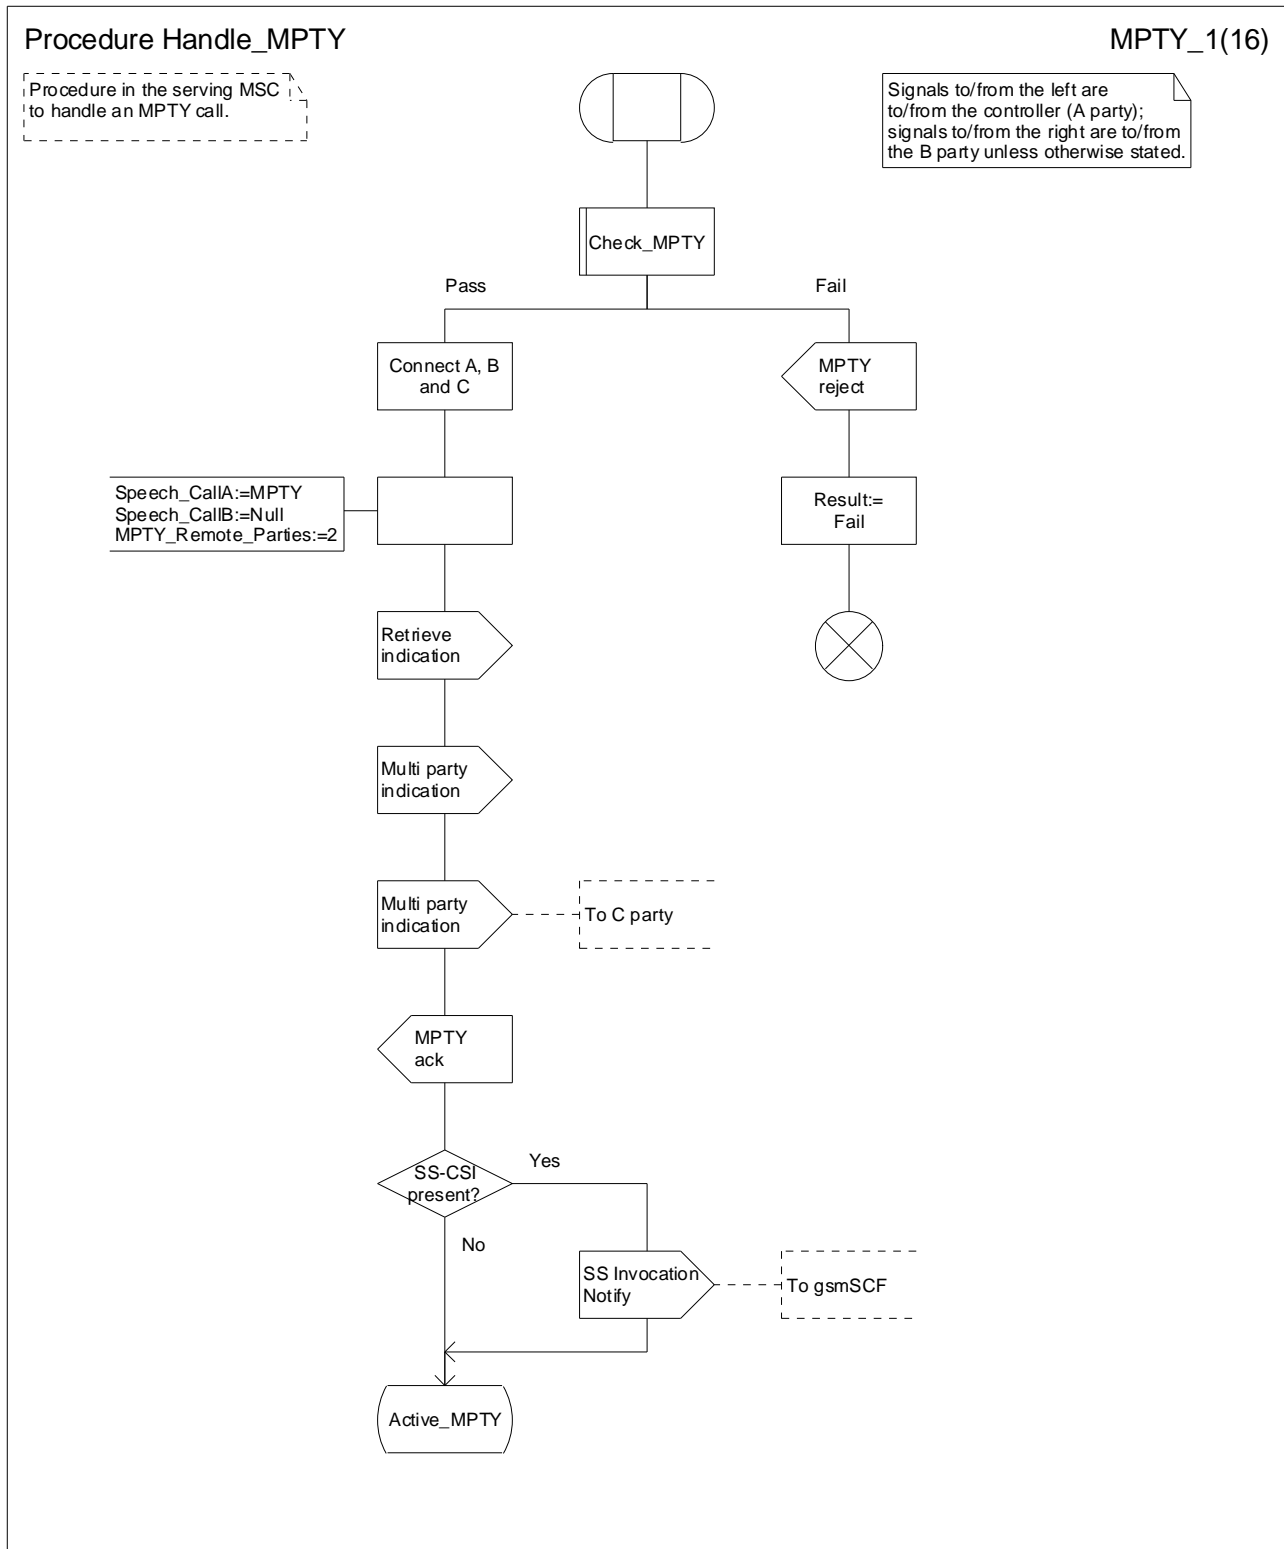 Procedure Handle_MPTY
MPTY_1(16)
Procedure in the serving MSC
to handle an MPTY call.
Signals to/from the left are
to/from the controller (A party);
signals to/from the right are to/from
the B party unless otherwise stated.
Check_MPTY
Pass
Fail
Connect A, B
and C
MPTY
reject
Speech_CallA:=MPTY
Speech_CallB:=Null
MPTY_Remote_Parties:=2
Result:=
Fail
Retrieve
indication
Multi party
indication
Multi party
indication
To C party
MPTY
ack
SS-CSI
present?
Yes
No
SS Invocation
Notify
To gsmSCF
Active_MPTY